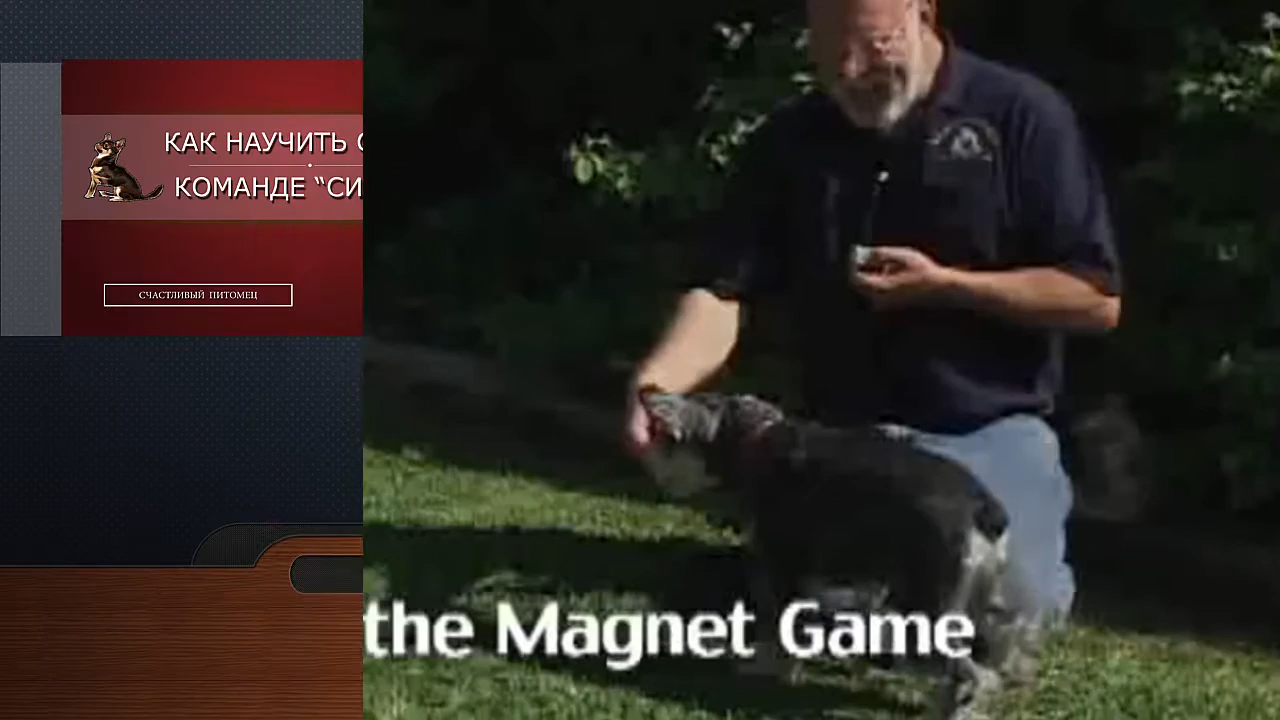 КАК НАУЧИТЬ С
КОМАНДЕ “СИ
СЧАСТЛИВЫЙ ПИТОМЕЦ
the Magnet Game